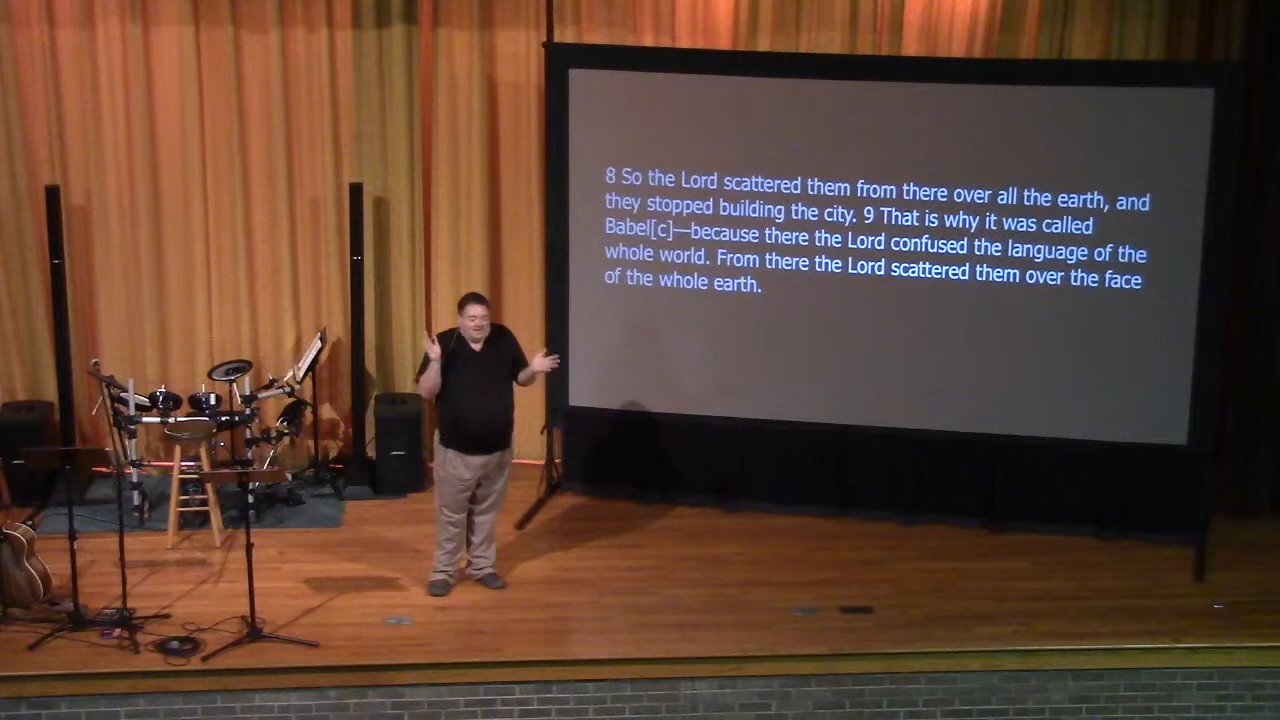 8 So the Lord scattered them from there over all the earth, and
they stopped building the city. 9 That is why it was called
Babel[c]—because there the Lord confused the language of the
whole world. From there the Lord scattered them over the face
of the whole earth.